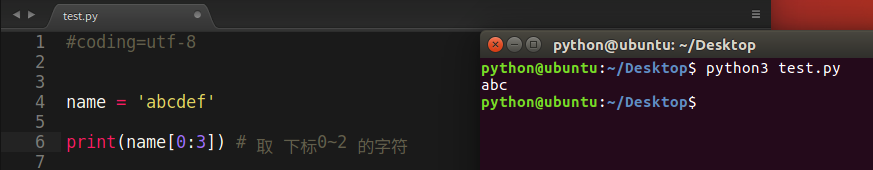 test.py
1 #coding=utf-8
2
3
4 name = 'abcdef'
5
6 print(name[0:3]) # 取 下标0~2 的字符
7
python@ubuntu: ~/Desktop
python@ubuntu:~/Desktop$ python3 test.py
abc
python@ubuntu:~/Desktop$